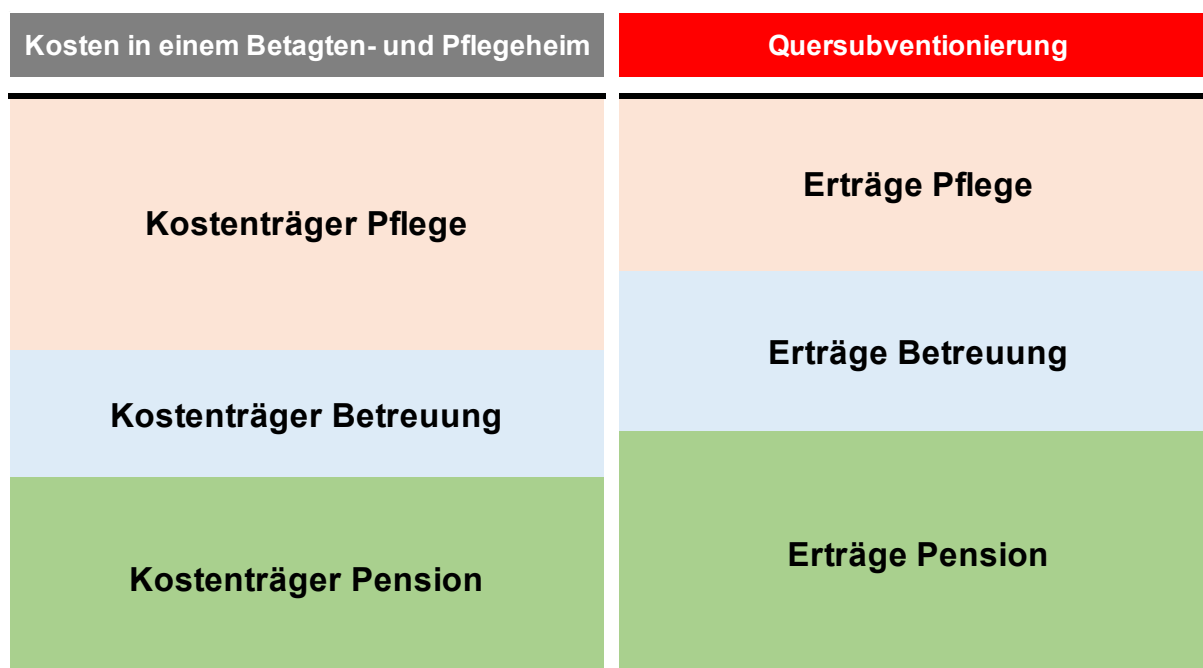 Kosten in einem Betagten- und Pflegeheim
Quersubventionierung
Kostenträger Pflege
Kostenträger Betreuung
Kostenträger Pension
Erträge Pflege
Erträge Betreuung
Erträge Pension